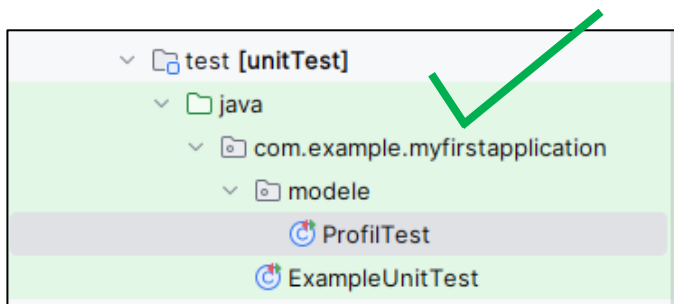 test [unitTest]
java
com.example.myfirstapplication
modele
ProfilTest
ExampleUnitTest